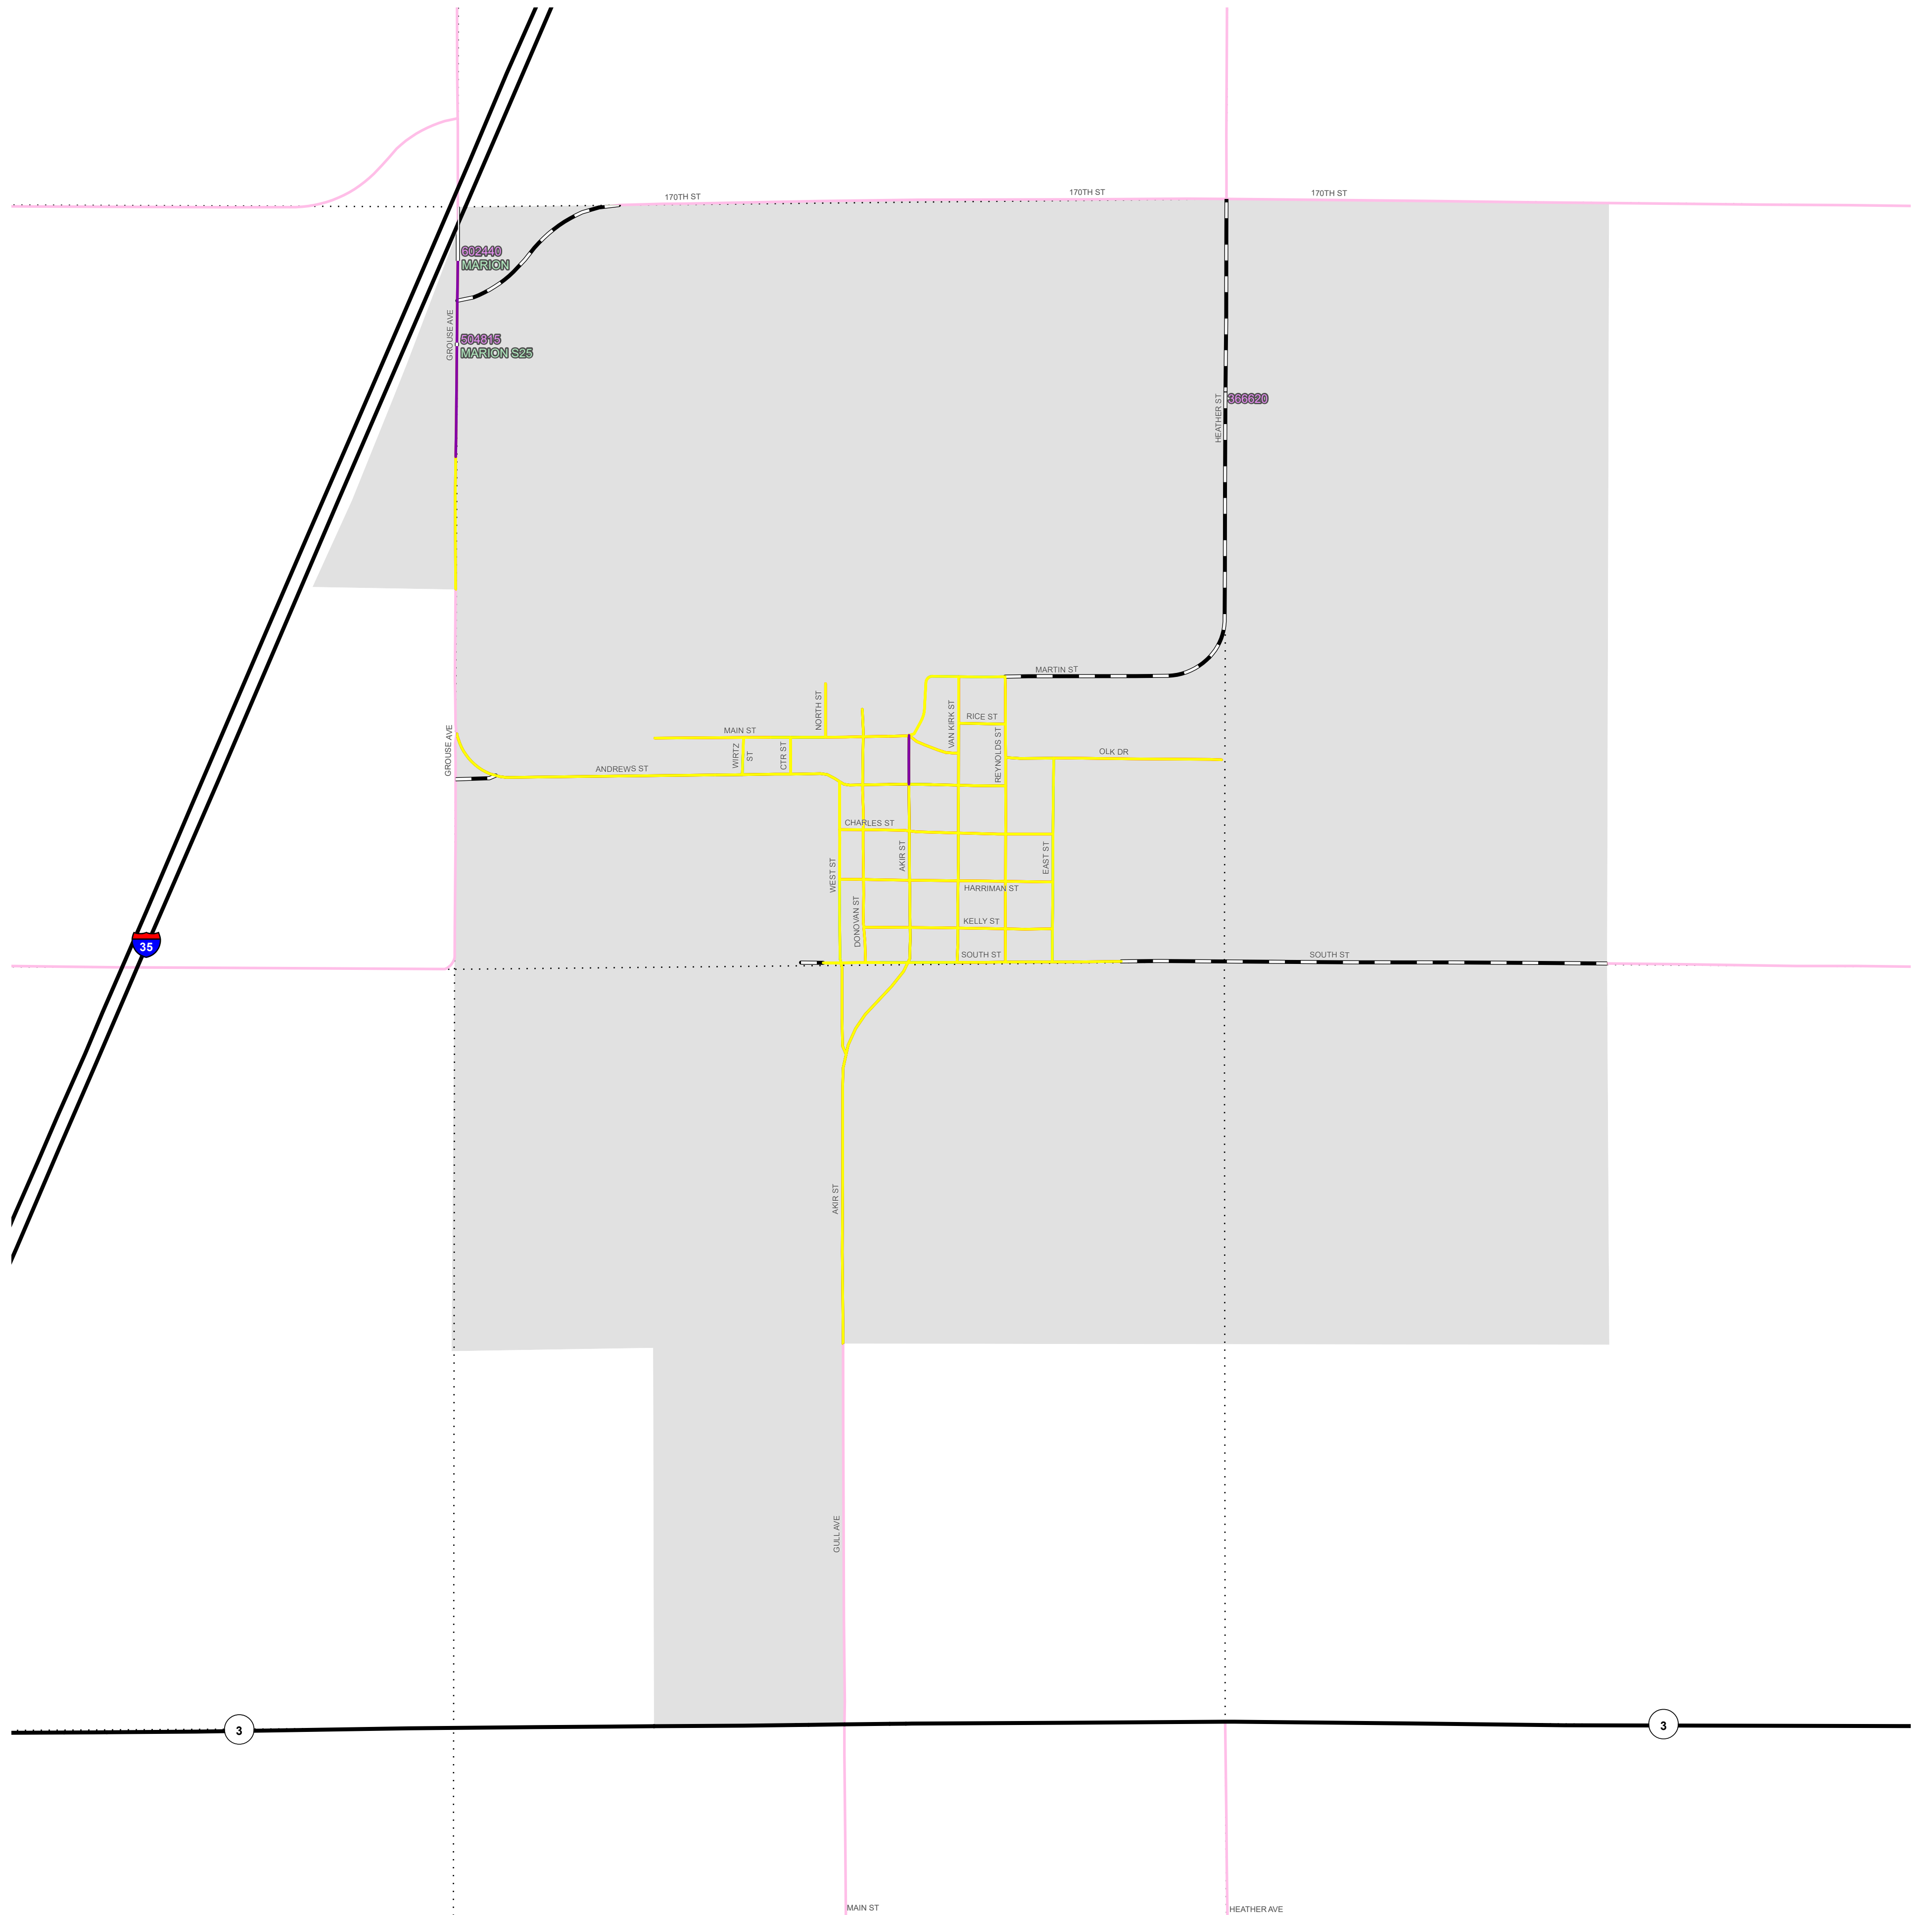 170TH ST
170TH ST
170TH ST
602440
MARION
GROUSE AVE
504815
MARION S25
HEATHER ST
366620
MARTIN ST
NORTH ST
VAN KIRK ST
RICE ST
MAIN ST
REYNOLDS ST
GROUSE AVE
WIRTZ
ST
CTR ST
OLK DR
ANDREWS ST
CHARLES ST
AKIR ST
EAST ST
WEST ST
HARRIMAN ST
DONOVAN ST
KELLY ST
35
SOUTH ST
SOUTH ST
AKIR ST
GULL AVE
3
3
MAIN ST
HEATHER AVE